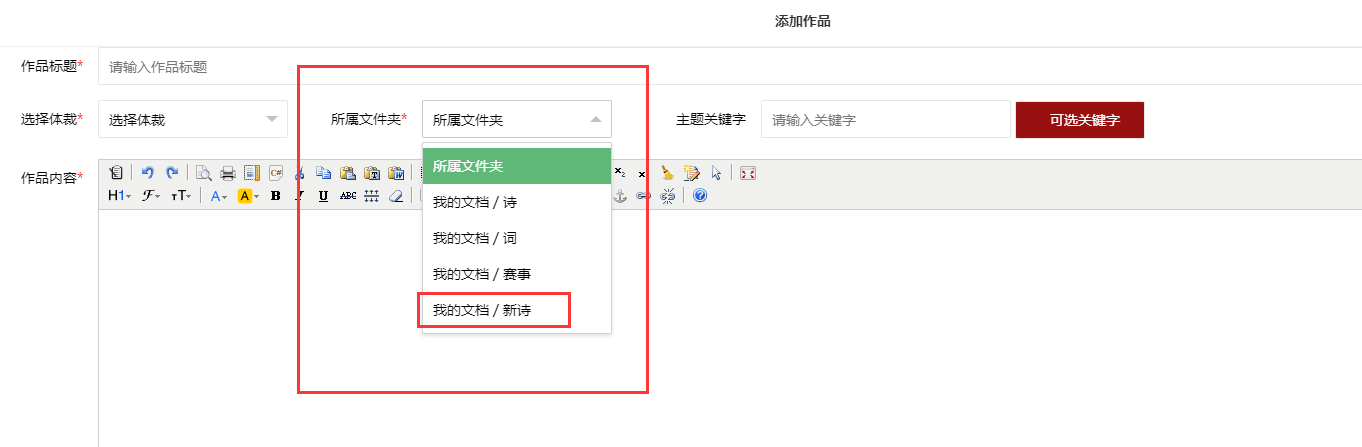 添加作品
作品标题* 请输入作品标题
选择体裁* 选择体裁 所属文件夹* 所属文件夹 主题关键字 请输入关键字 可选关键字
作品内容*
所属文件夹
我的文档 / 诗
我的文档 / 词
我的文档 / 赛事
我的文档 / 新诗
H1 F тT A A B I U ABC